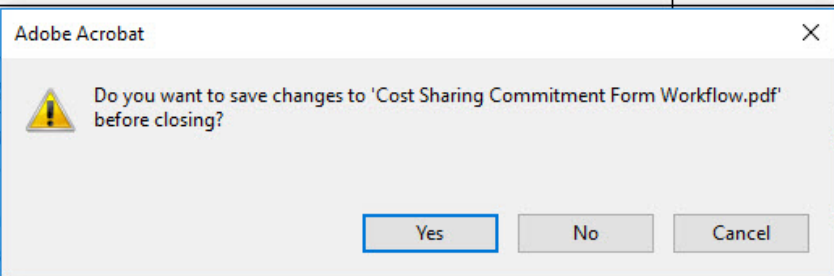 Adobe Acrobat
Do you want to save changes to 'Cost Sharing Commitment Form Workflow.pdf'
before closing?
Yes No Cancel